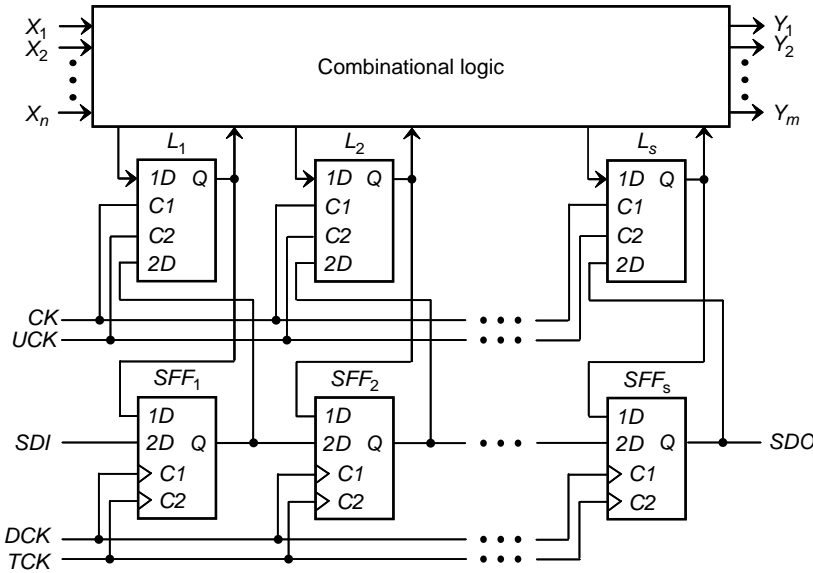 X1 Y1
X2 Combinational logic Y2
Xn Ym
L1 L2 Ls
1D Q 1D Q 1D Q
C1 C1 C1
C2 C2 C2
2D 2D 2D
CK
UCK
SFF1 SFF2 SFFs
1D 1D 1D
SDI 2D Q 2D Q 2D Q SDO
C1 C1 C1
C2 C2 C2
DCK
TCK